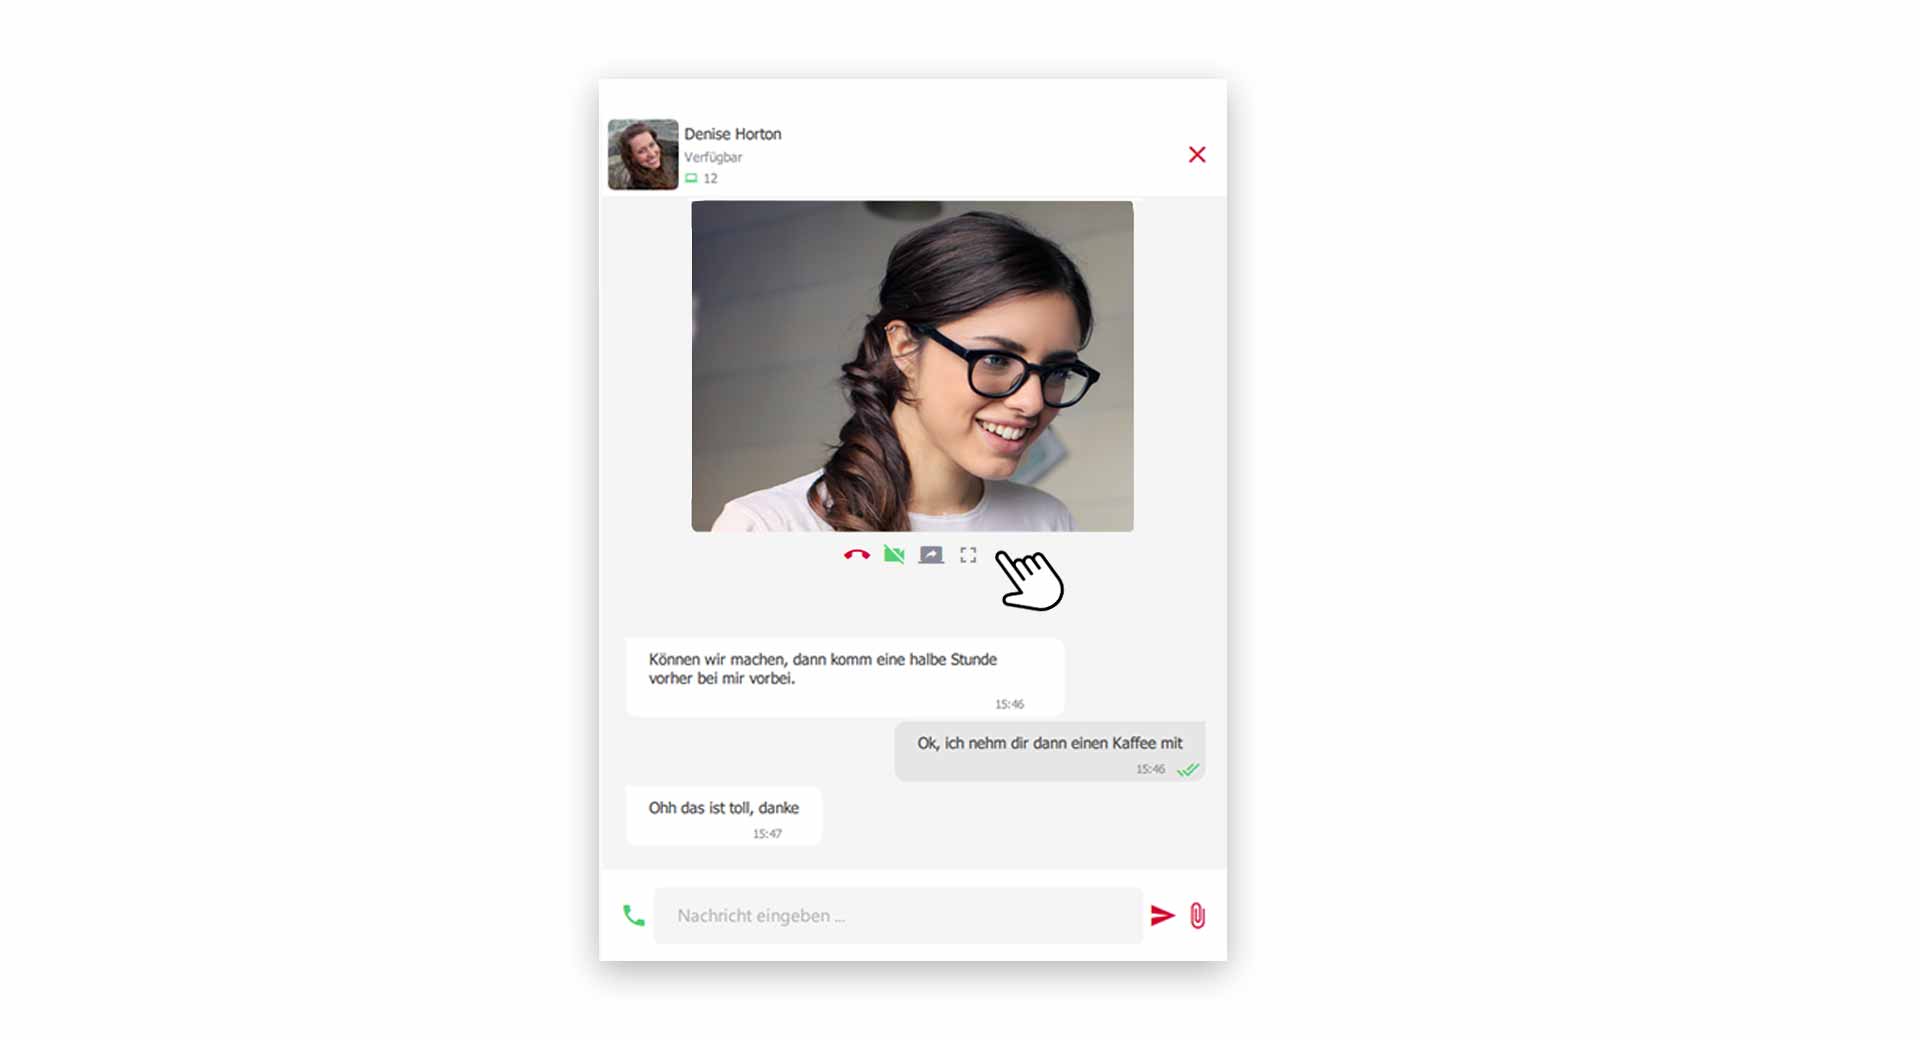 Denise Horton
Verfügbar
12
Können wir machen, dann komm eine halbe Stunde
vorher bei mir vorbei.
15:46
Ok, ich nehm dir dann einen Kaffee mit
15:46
Ohh das ist toll, danke
15:47
Nachricht eingeben ...